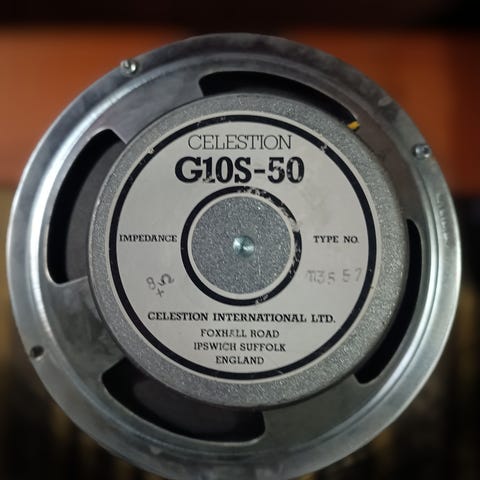 CELESTION
G10S-50
IMPEDANCE
TYPE NO.
8Ω
T3557
CELESTION INTERNATIONAL LTD.
FOXHALL ROAD
IPSWICH SUFFOLK
ENGLAND